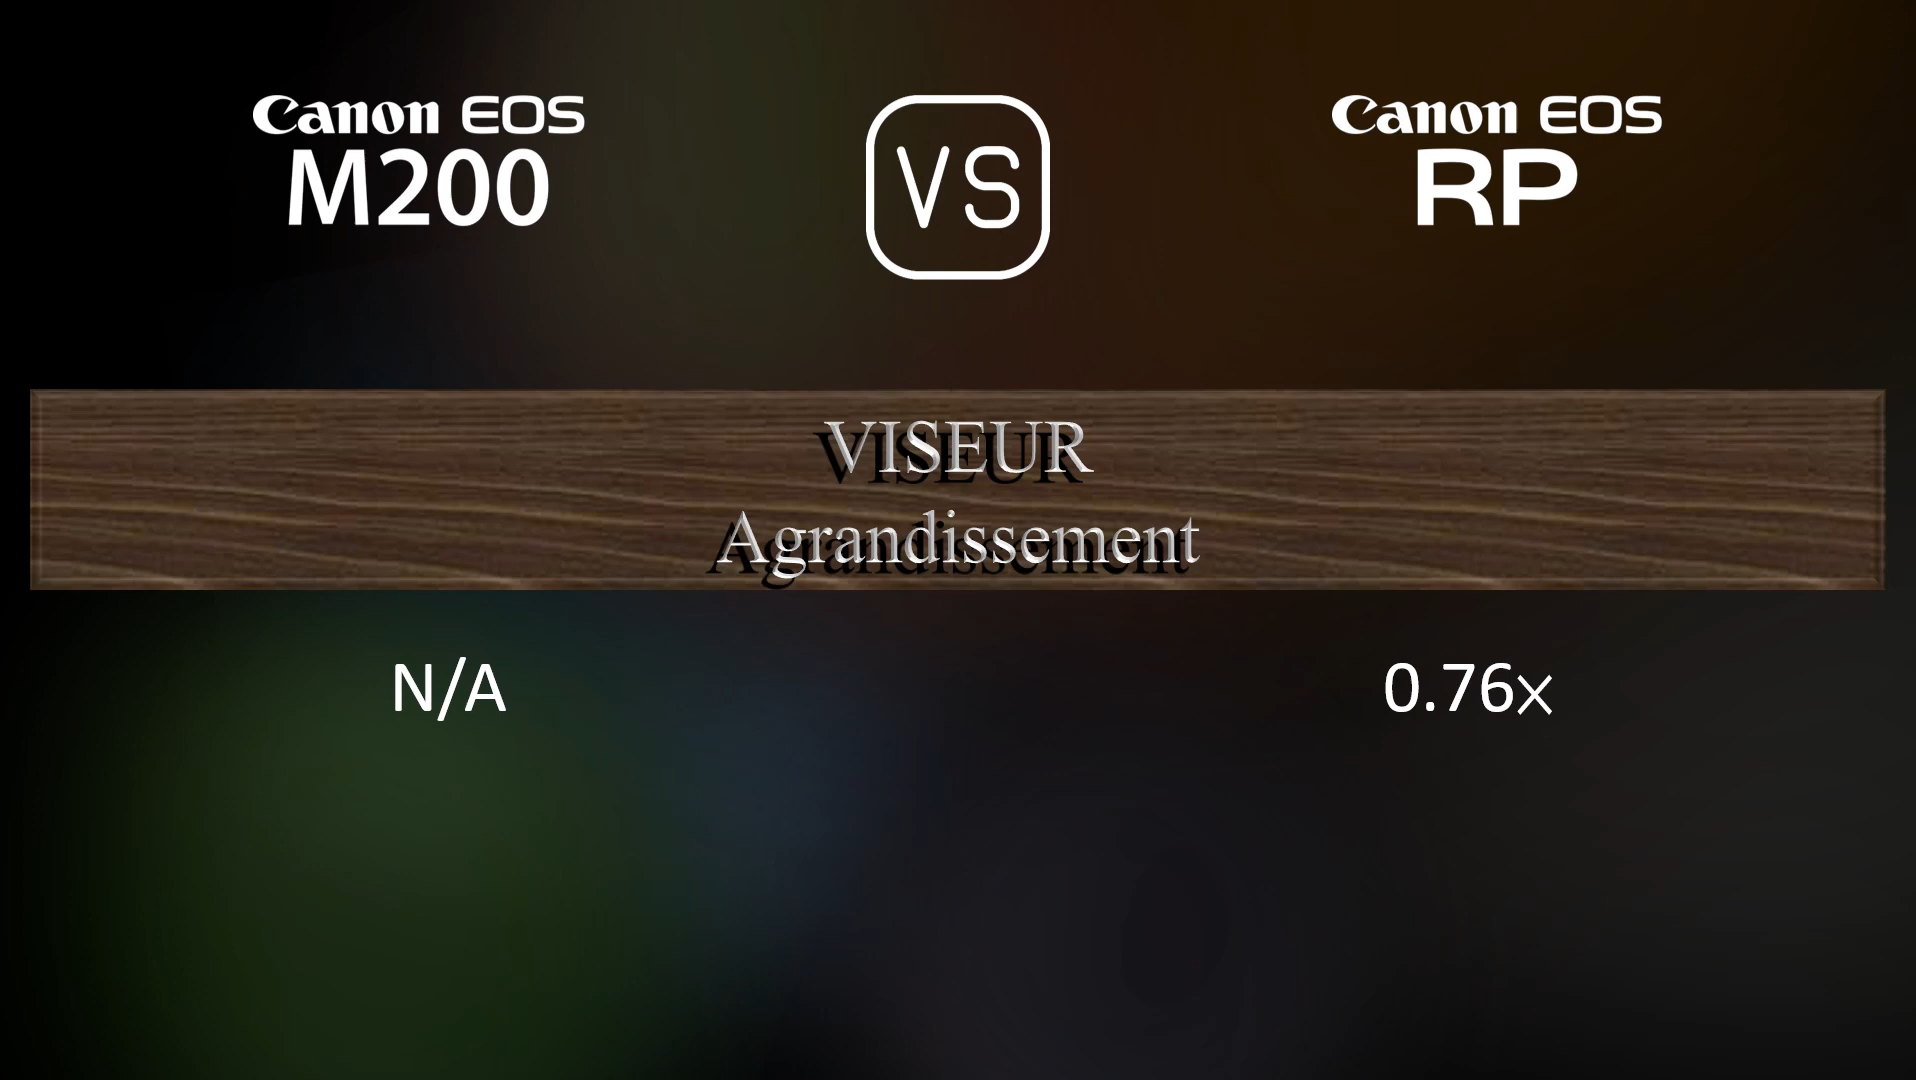 Canon EOS
M200
VS
Canon EOS
RP
VISEUR
Agrandissement
N/A
0.76x